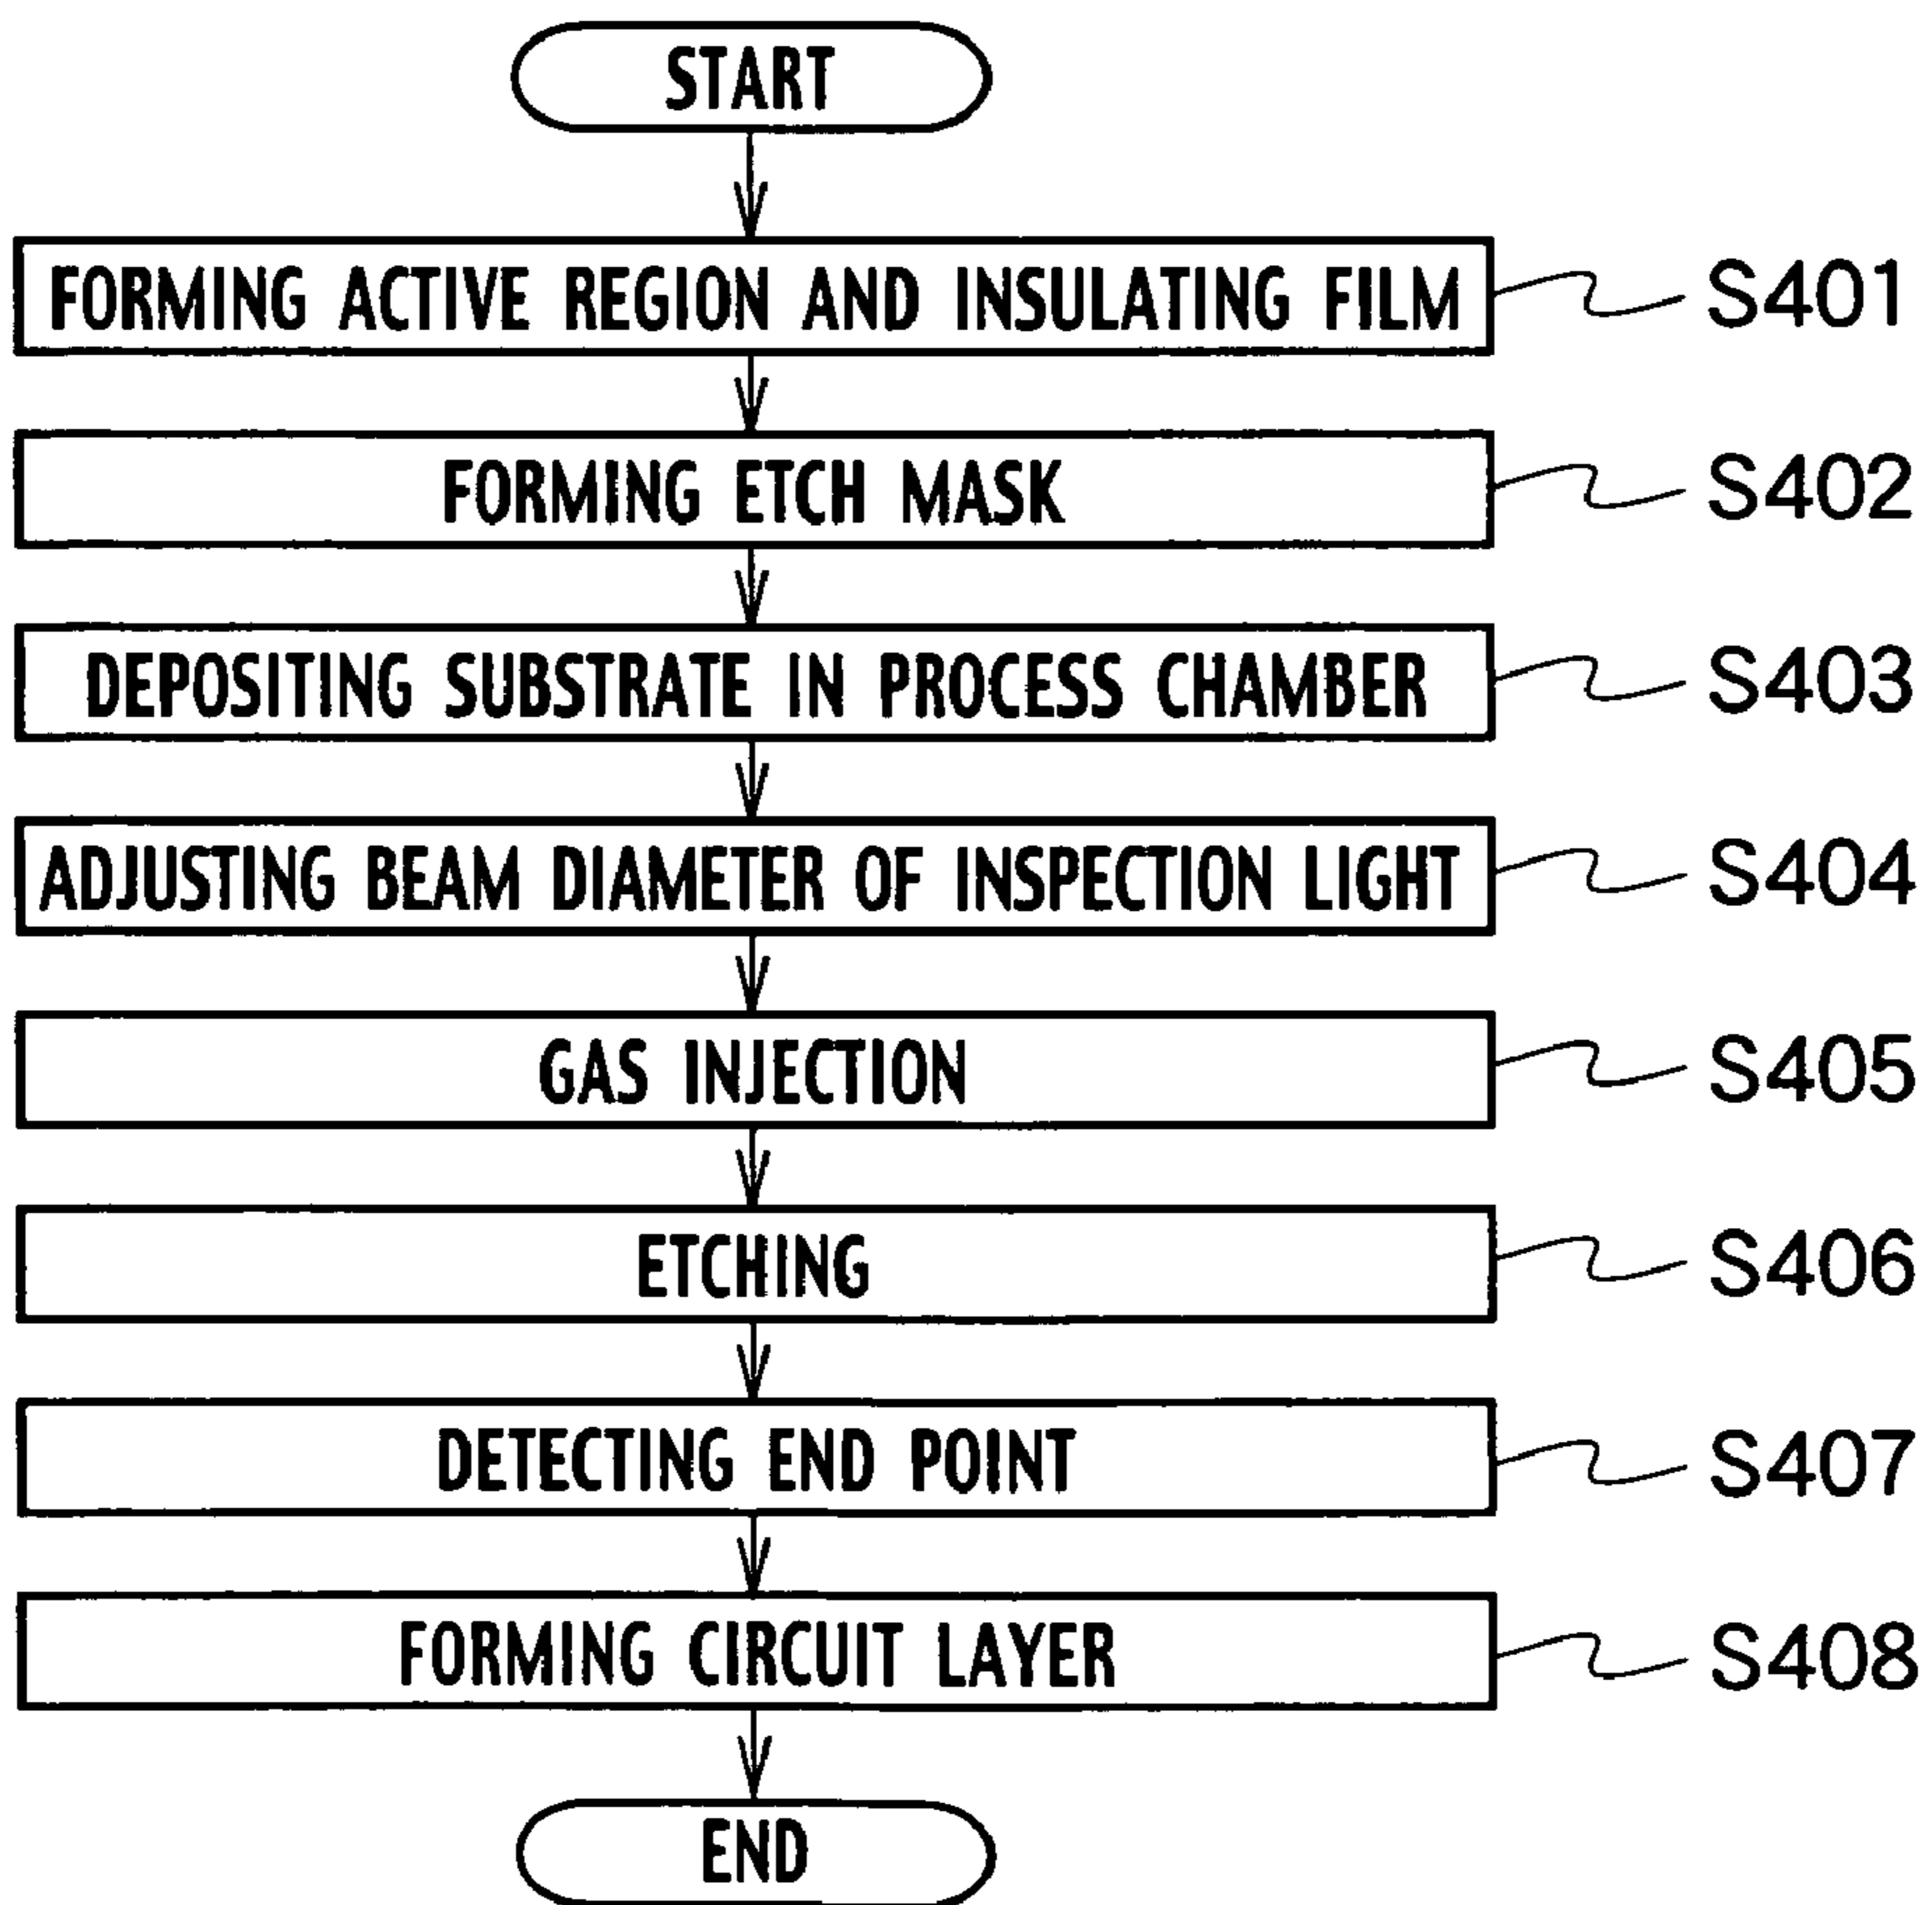 START
FORMING ACTIVE REGION AND INSULATING FILM S401
FORMING ETCH MASK S402
DEPOSITING SUBSTRATE IN PROCESS CHAMBER S403
ADJUSTING BEAM DIAMETER OF INSPECTION LIGHT S404
GAS INJECTION S405
ETCHING S406
DETECTING END POINT S407
FORMING CIRCUIT LAYER S408
END